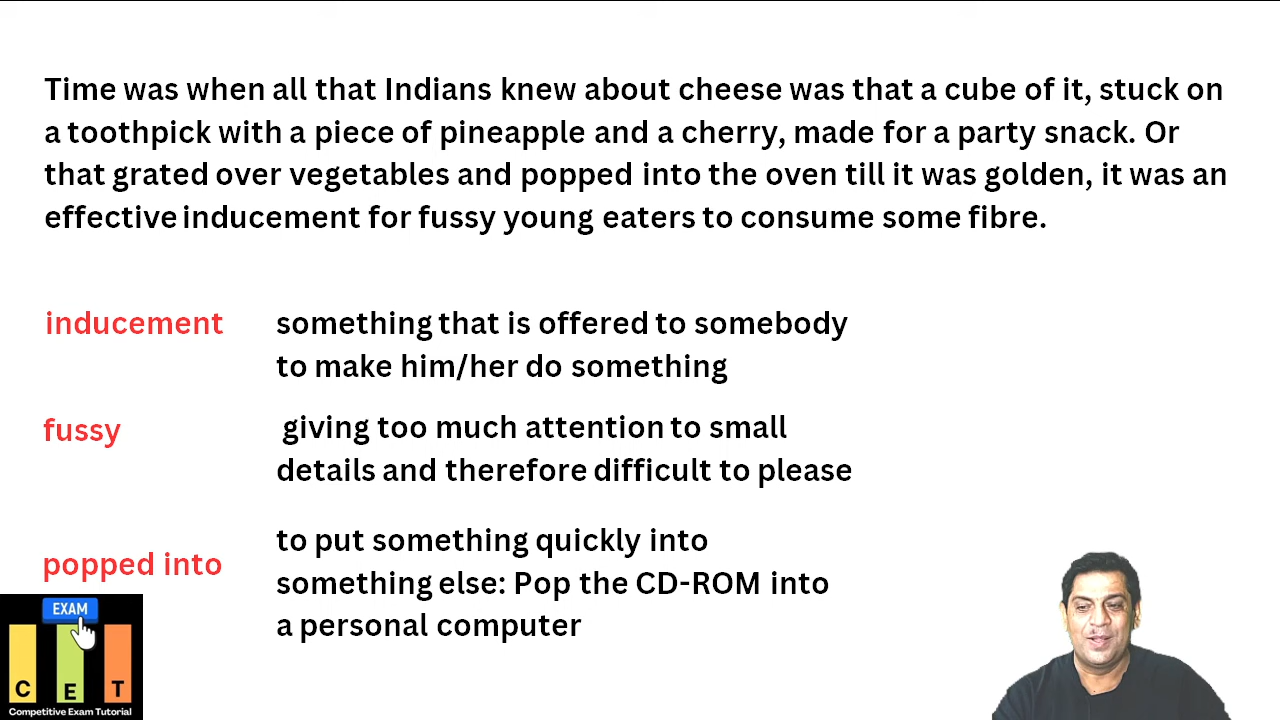 Time was when all that Indians knew about cheese was that a cube of it, stuck on
a toothpick with a piece of pineapple and a cherry, made for a party snack. Or
that grated over vegetables and popped into the oven till it was golden, it was an
effective inducement for fussy young eaters to consume some fibre.
inducement
something that is offered to somebody
to make him/her do something
fussy
giving too much attention to small
details and therefore difficult to please
popped into
to put something quickly into
something else: Pop the CD-ROM into
a personal computer
EXAM
C E T
Competitive Exam Tutorial